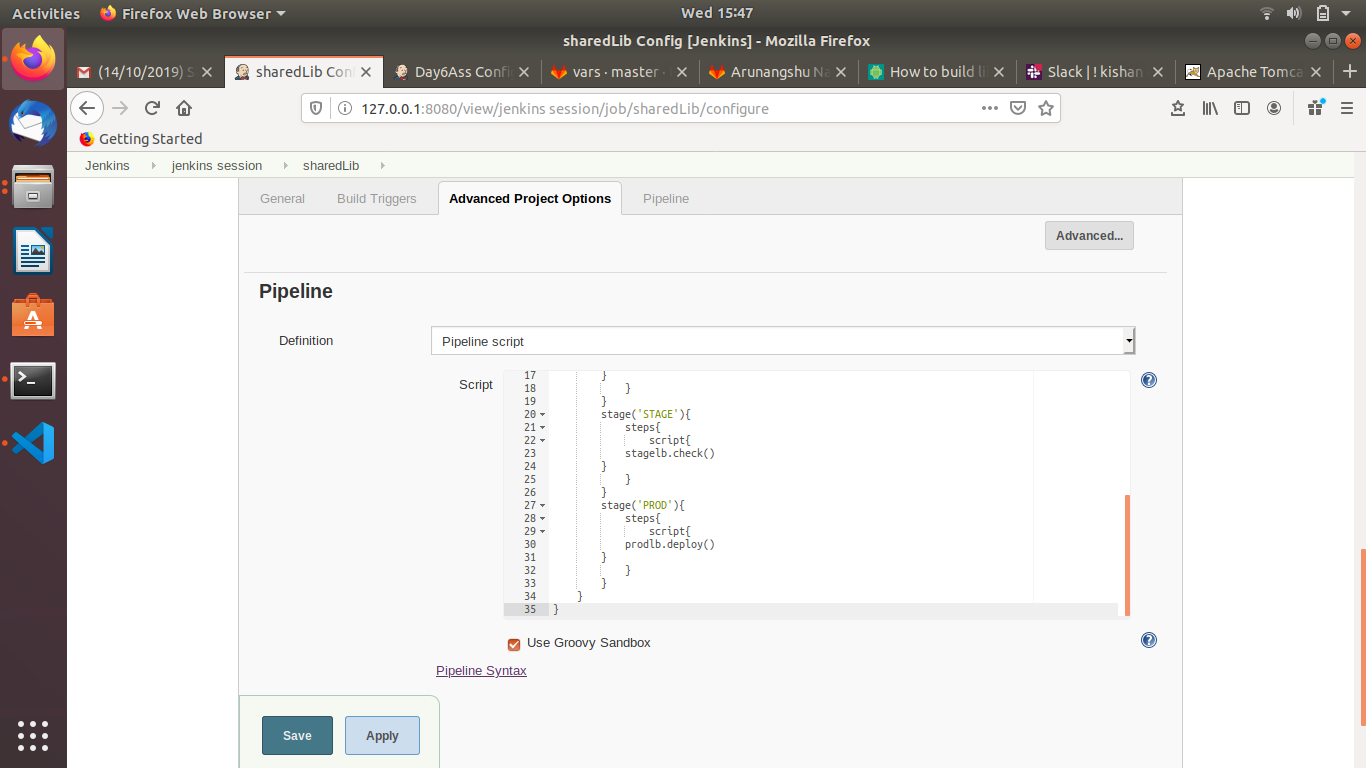 Activities Firefox Web Browser Wed 15:47
sharedLib Config [Jenkins] - Mozilla Firefox
(14/10/2019) S sharedLib Con Day6Ass Confi vars · master · Arunangshu Na How to build li Slack | ! kishan Apache Tomca
127.0.0.1:8080/view/jenkins session/job/sharedLib/configure
Getting Started
Jenkins jenkins session sharedLib
General Build Triggers Advanced Project Options Pipeline
Advanced...
Pipeline
Definition Pipeline script
Script
17 }
18 }
19 }
20 stage('STAGE'){
21 steps{
22 script{
23 stagelb.check()
24 }
25 }
26 }
27 stage('PROD'){
28 steps{
29 script{
30 prodlb.deploy()
31 }
32 }
33 }
34 }
35 }
Use Groovy Sandbox
Pipeline Syntax
Save Apply